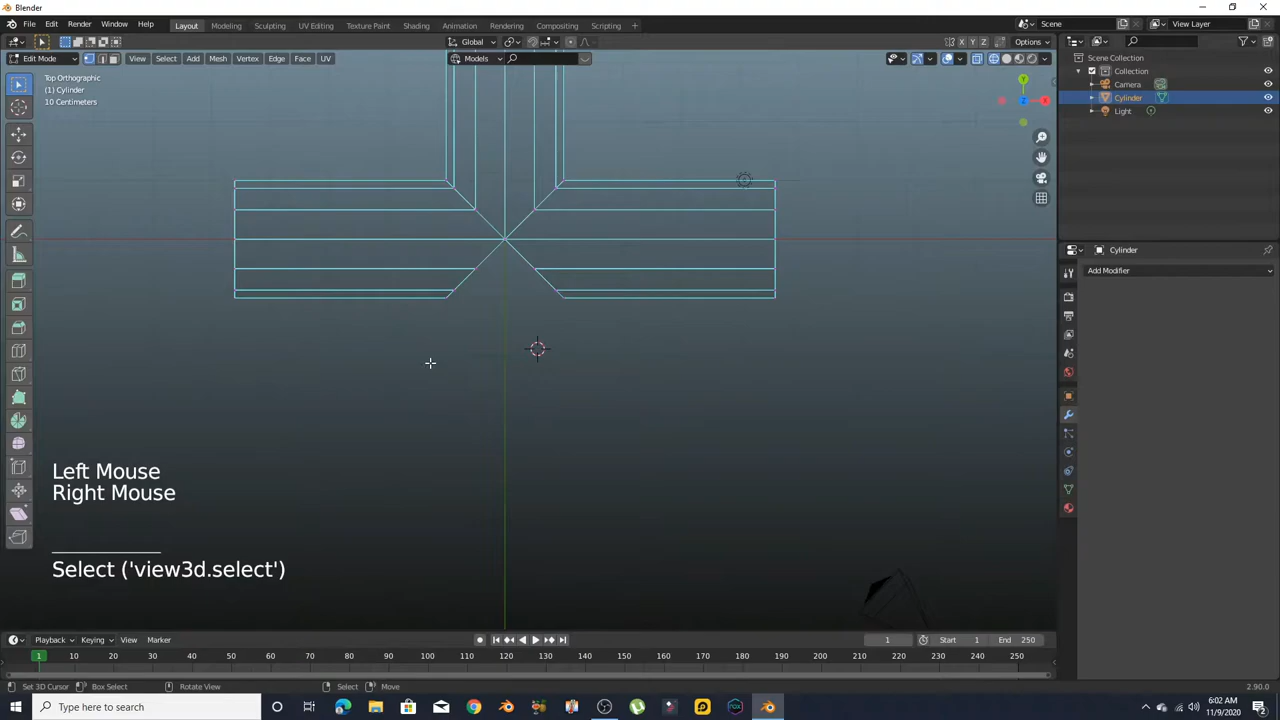 Blender
File Edit Render Window Help Layout Modeling Sculpting UV Editing Texture Paint Shading Animation Rendering Compositing Scripting + Scene View Layer
Global Options
Edit Mode View Select Add Mesh Vertex Edge Face UV Models
Top Orthographic
(1) Cylinder
10 Centimeters
X Y Z
Y
Z X
Scene Collection
Collection
Camera
Cylinder
Light
Cylinder
Add Modifier
Left Mouse
Right Mouse
Select ('view3d.select')
Playback Keying View Marker 1 Start 1 End 250
1 10 20 30 40 50 60 70 80 90 100 110 120 130 140 150 160 170 180 190 200 210 220 230 240 250
Set 3D Cursor Box Select Rotate View Select Move 2.90.0
Type here to search
6:02 AM
11/9/2020